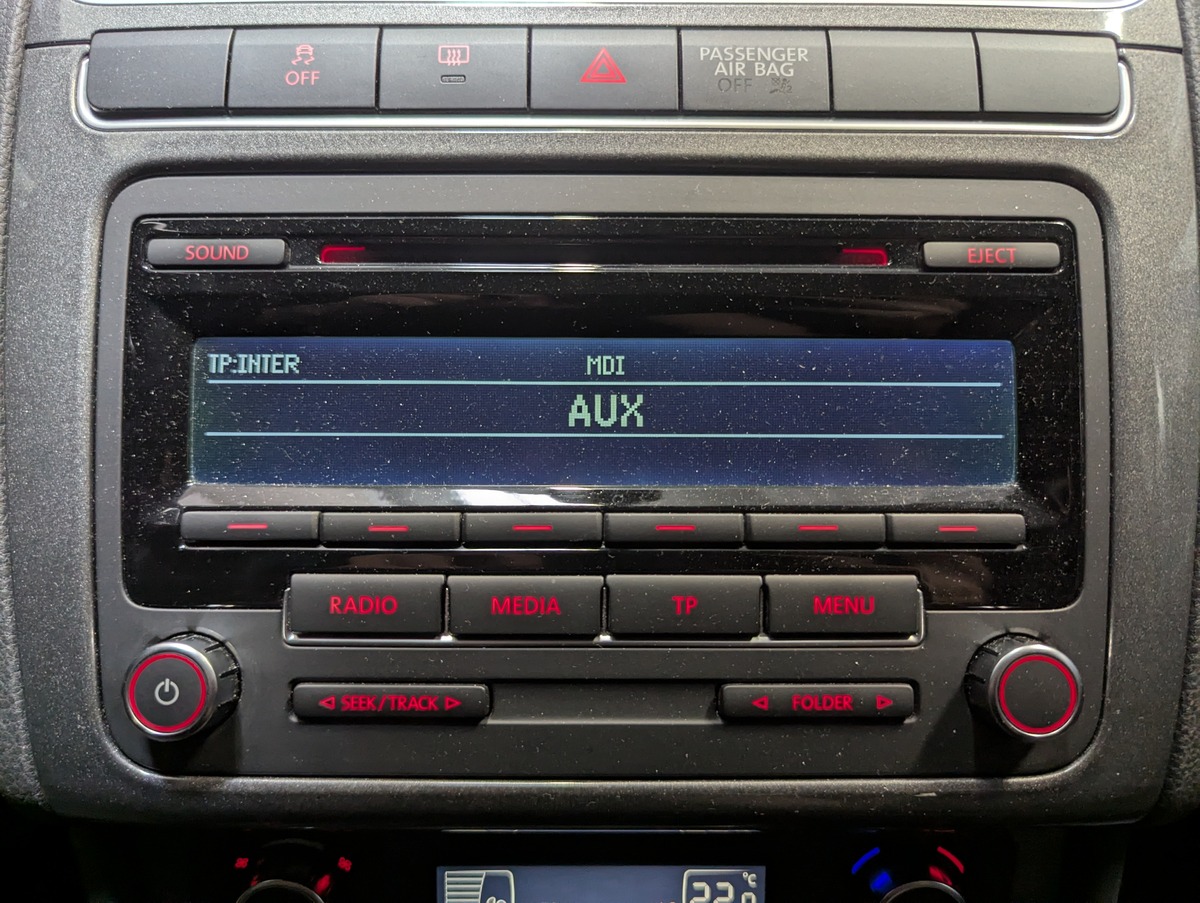 OFF
PASSENGER
AIR BAG
OFF
SOUND
EJECT
TP:INTER MDI
AUX
RADIO MEDIA TP MENU
SEEK/TRACK FOLDER
°C